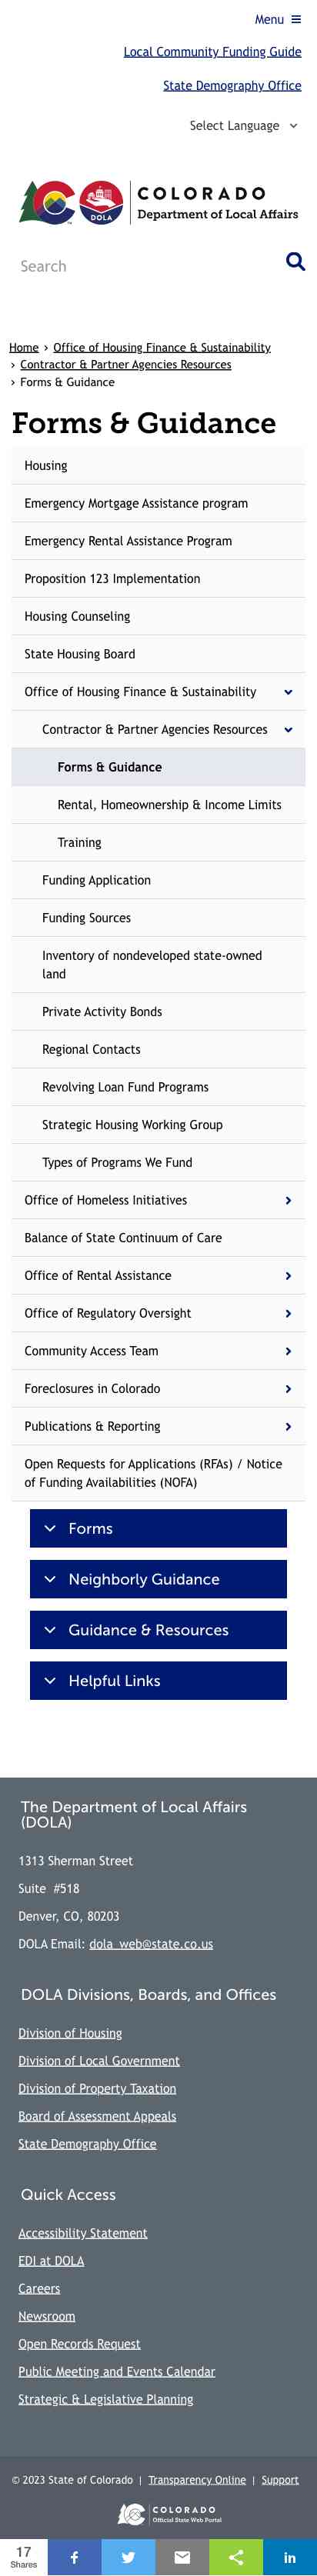 Menu
Local Community Funding Guide
State Demography Office
Select Language
COLORADO
Department of Local Affairs
DOLA
Search
Home › Office of Housing Finance & Sustainability
› Contractor & Partner Agencies Resources
› Forms & Guidance
Forms & Guidance
Housing
Emergency Mortgage Assistance program
Emergency Rental Assistance Program
Proposition 123 Implementation
Housing Counseling
State Housing Board
Office of Housing Finance & Sustainability
Contractor & Partner Agencies Resources
Forms & Guidance
Rental, Homeownership & Income Limits
Training
Funding Application
Funding Sources
Inventory of nondeveloped state-owned
land
Private Activity Bonds
Regional Contacts
Revolving Loan Fund Programs
Strategic Housing Working Group
Types of Programs We Fund
Office of Homeless Initiatives
Balance of State Continuum of Care
Office of Rental Assistance
Office of Regulatory Oversight
Community Access Team
Foreclosures in Colorado
Publications & Reporting
Open Requests for Applications (RFAs) / Notice
of Funding Availabilities (NOFA)
Forms
Neighborly Guidance
Guidance & Resources
Helpful Links
The Department of Local Affairs
(DOLA)
1313 Sherman Street
Suite #518
Denver, CO, 80203
DOLA Email: dola_web@state.co.us
DOLA Divisions, Boards, and Offices
Division of Housing
Division of Local Government
Division of Property Taxation
Board of Assessment Appeals
State Demography Office
Quick Access
Accessibility Statement
EDI at DOLA
Careers
Newsroom
Open Records Request
Public Meeting and Events Calendar
Strategic & Legislative Planning
© 2023 State of Colorado | Transparency Online | Support
COLORADO
Official State Web Portal
17
Shares